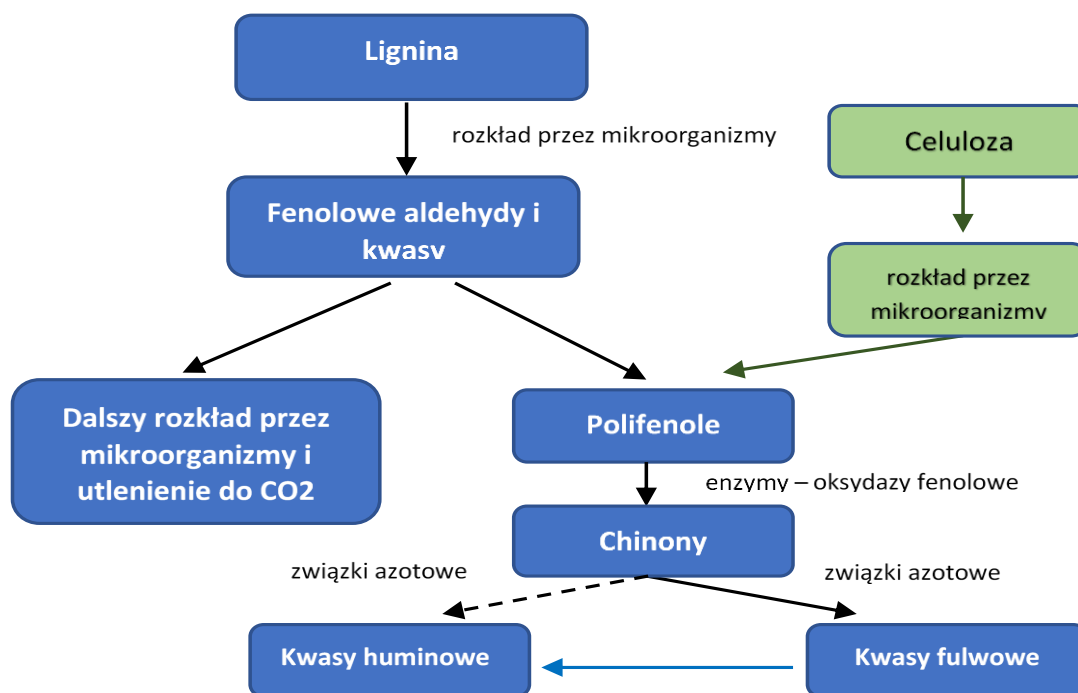 Lignina
rozkład przez mikroorganizmy
Celuloza
Fenolowe aldehydy i
kwasy
rozkład przez
mikroorganizmy
Dalszy rozkład przez
mikroorganizmy i
utlenienie do CO2
Polifenole
enzymy – oksydazy fenolowe
Chinony
związki azotowe
związki azotowe
Kwasy huminowe
Kwasy fulwowe